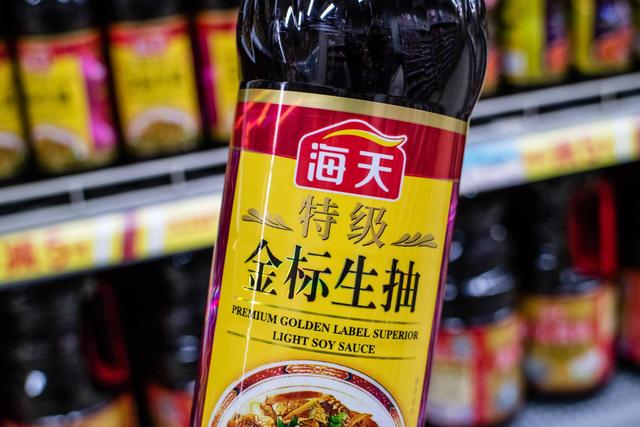 海天
特级
金标生抽
PREMIUM GOLDEN LABEL SUPERIOR
LIGHT SOY SAUCE